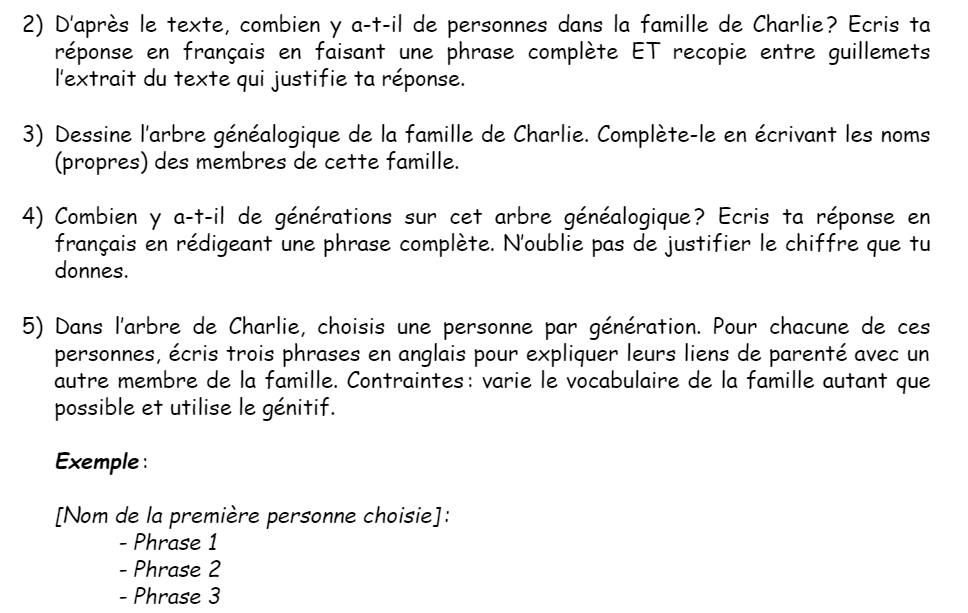 2) D'après le texte, combien y a-t-il de personnes dans la famille de Charlie? Ecris ta
réponse en français en faisant une phrase complète ET recopie entre guillemets
l'extrait du texte qui justifie ta réponse.
3) Dessine l'arbre généalogique de la famille de Charlie. Complète-le en écrivant les noms
(propres) des membres de cette famille.
4) Combien y a-t-il de générations sur cet arbre généalogique? Ecris ta réponse en
français en rédigeant une phrase complète. N'oublie pas de justifier le chiffre que tu
donnes.
5) Dans l'arbre de Charlie, choisis une personne par génération. Pour chacune de ces
personnes, écris trois phrases en anglais pour expliquer leurs liens de parenté avec un
autre membre de la famille. Contraintes: varie le vocabulaire de la famille autant que
possible et utilise le génitif.
Exemple:
[Nom de la première personne choisie]:
- Phrase 1
- Phrase 2
- Phrase 3